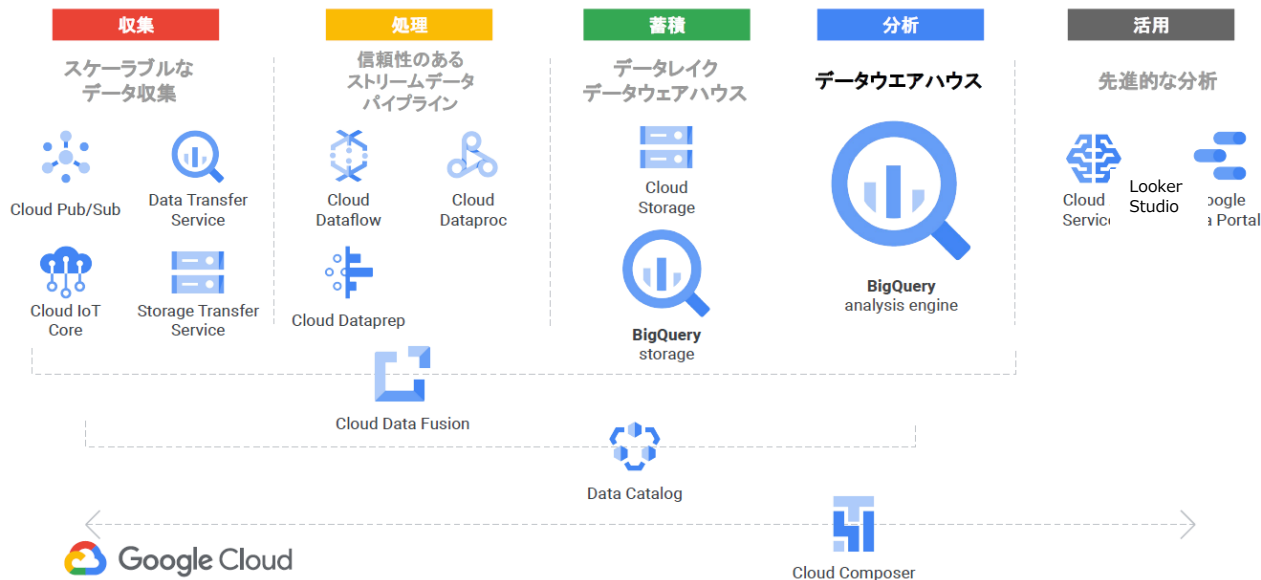 収集
処理
蓄積
分析
活用
スケーラブルな
データ収集
信頼性のある
ストリームデータ
パイプライン
データレイク
データウェアハウス
データウエアハウス
先進的な分析
Cloud Pub/Sub
Data Transfer
Service
Cloud IoT
Core
Storage Transfer
Service
Cloud
Dataflow
Cloud
Dataproc
Cloud Dataprep
Cloud
Storage
BigQuery
storage
BigQuery
analysis engine
Cloud
Looker
Studio
Portal
Cloud Data Fusion
Data Catalog
Cloud Composer
Google Cloud